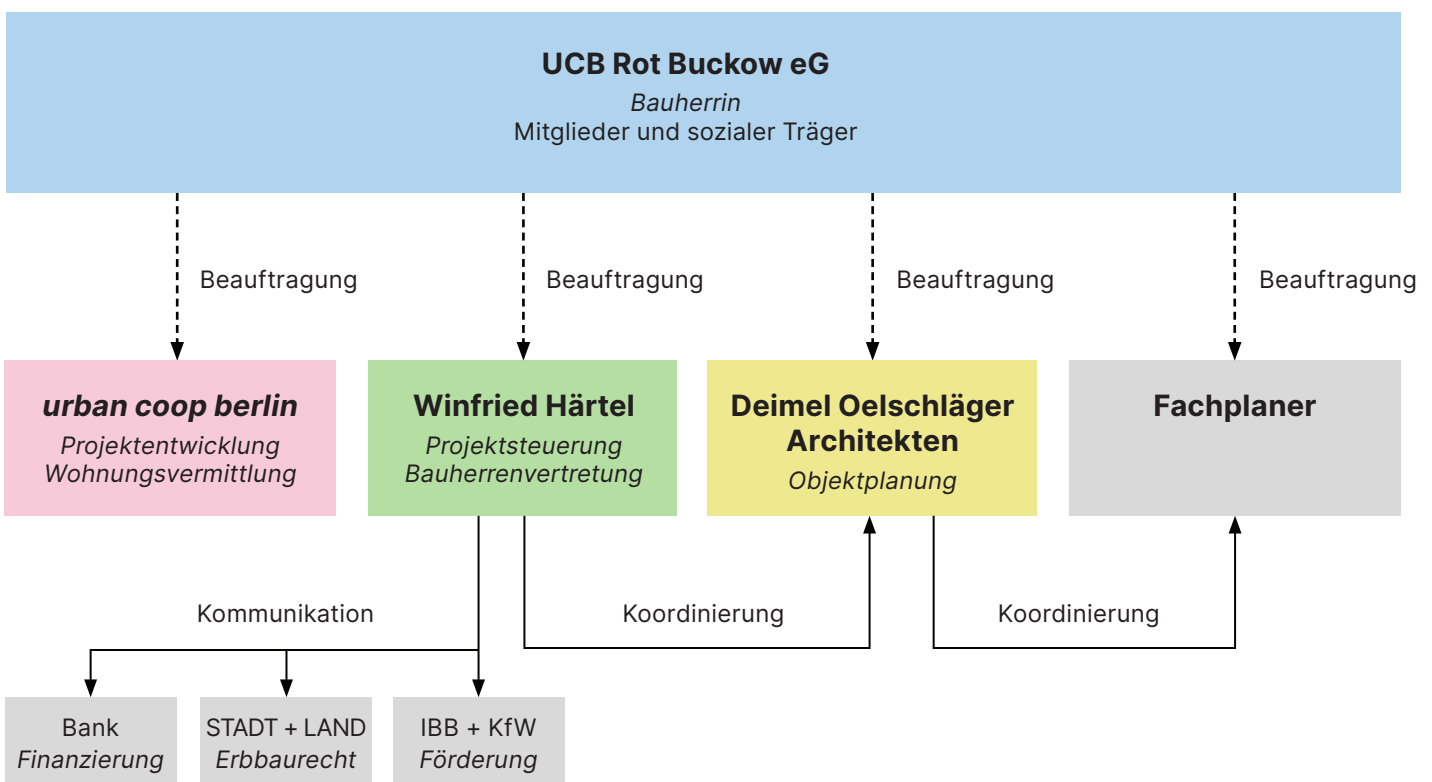 UCB Rot Buckow eG
Bauherrin
Mitglieder und sozialer Träger
Beauftragung
Beauftragung
Beauftragung
Beauftragung
urban coop berlin
Projektentwicklung
Wohnungsvermittlung
Winfried Härtel
Projektsteuerung
Bauherrenvertretung
Deimel Oelschläger
Architekten
Objektplanung
Fachplaner
Kommunikation
Koordinierung
Koordinierung
Bank
Finanzierung
STADT + LAND
Erbbaurecht
IBB + KfW
Förderung